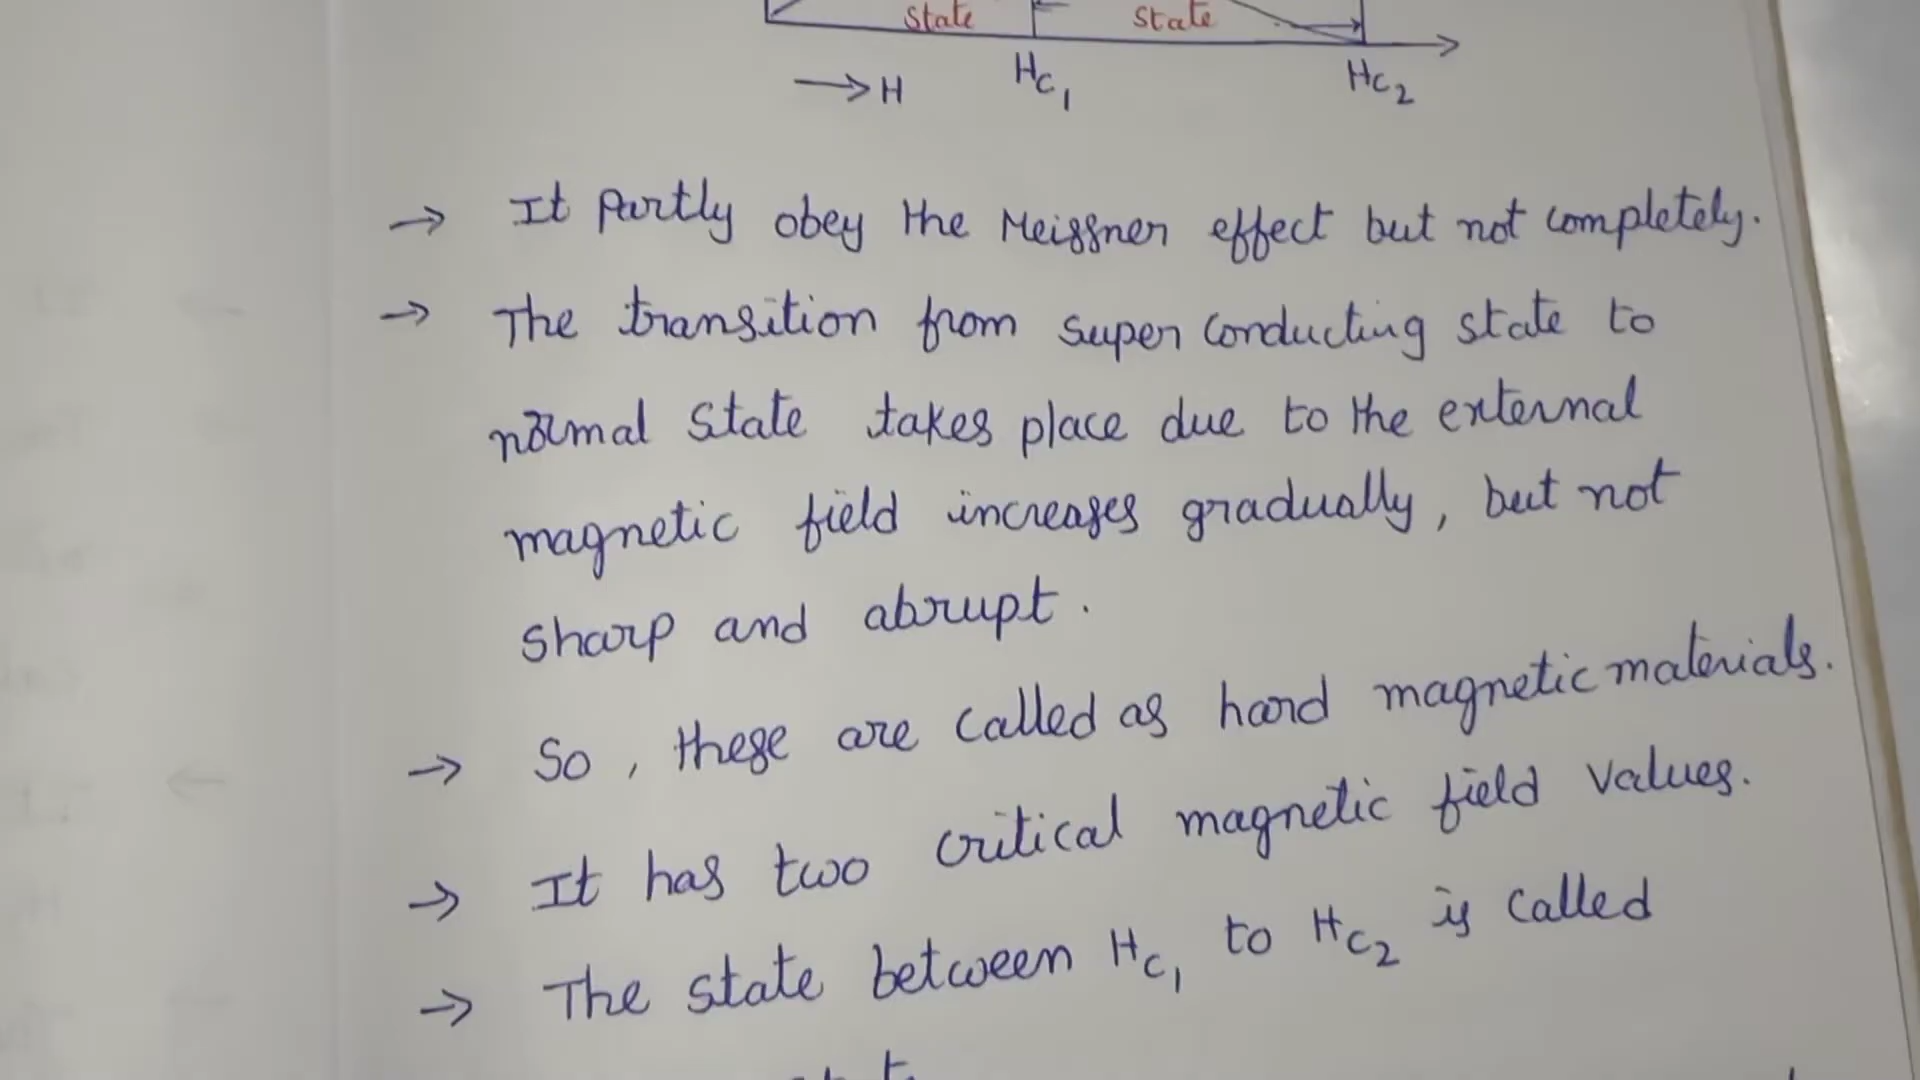 State State
→ H Hc1 Hc2
→ It Partly obey the Meissner effect but not completely.
→ The transition from super conducting state to
normal state takes place due to the external
magnetic field increases gradually, but not
sharp and abrupt.
→ So, these are called as hard magnetic materials.
→ It has two critical magnetic field values.
→ The state between Hc1 to Hc2 is called